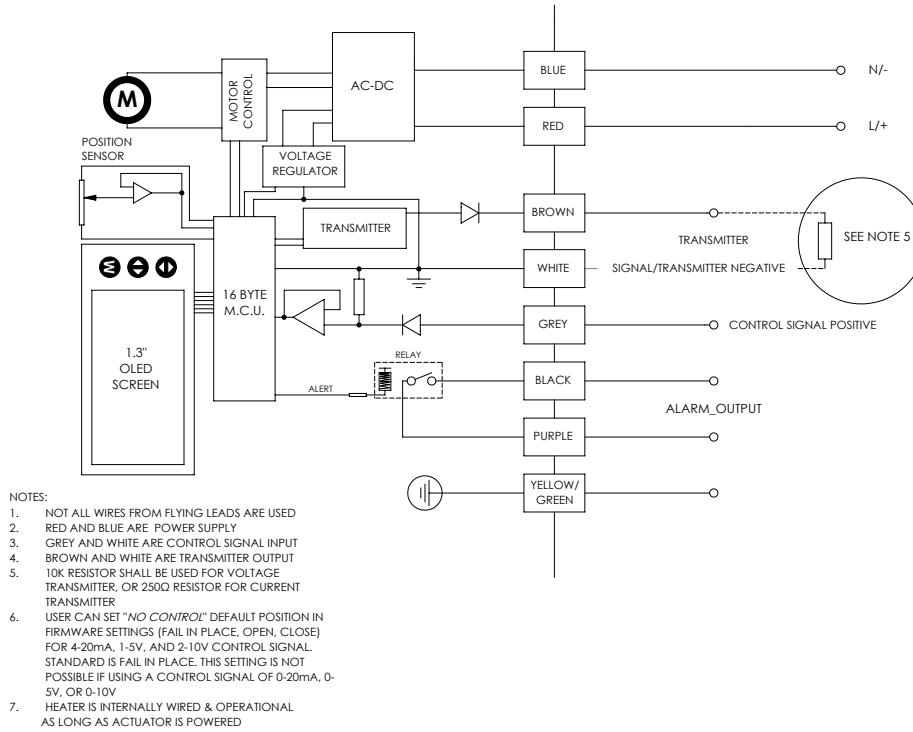 BLUE
N/-
AC-DC
MOTOR
CONTROL
M
RED
L/+
POSITION
SENSOR
VOLTAGE
REGULATOR
BROWN
TRANSMITTER
TRANSMITTER
SEE NOTE 5
WHITE
SIGNAL/TRANSMITTER NEGATIVE
16 BYTE
M.C.U.
M
GREY
CONTROL SIGNAL POSITIVE
1.3"
OLED
SCREEN
RELAY
BLACK
ALERT
ALARM_OUTPUT
PURPLE
YELLOW/
GREEN
NOTES:
1. NOT ALL WIRES FROM FLYING LEADS ARE USED
2. RED AND BLUE ARE POWER SUPPLY
3. GREY AND WHITE ARE CONTROL SIGNAL INPUT
4. BROWN AND WHITE ARE TRANSMITTER OUTPUT
5. 10K RESISTOR SHALL BE USED FOR VOLTAGE
TRANSMITTER, OR 250Ω RESISTOR FOR CURRENT
TRANSMITTER
6. USER CAN SET "NO CONTROL" DEFAULT POSITION IN
FIRMWARE SETTINGS (FAIL IN PLACE, OPEN, CLOSE)
FOR 4-20mA, 1-5V, AND 2-10V CONTROL SIGNAL.
STANDARD IS FAIL IN PLACE. THIS SETTING IS NOT
POSSIBLE IF USING A CONTROL SIGNAL OF 0-20mA, 0-
5V, OR 0-10V
7. HEATER IS INTERNALLY WIRED & OPERATIONAL
AS LONG AS ACTUATOR IS POWERED